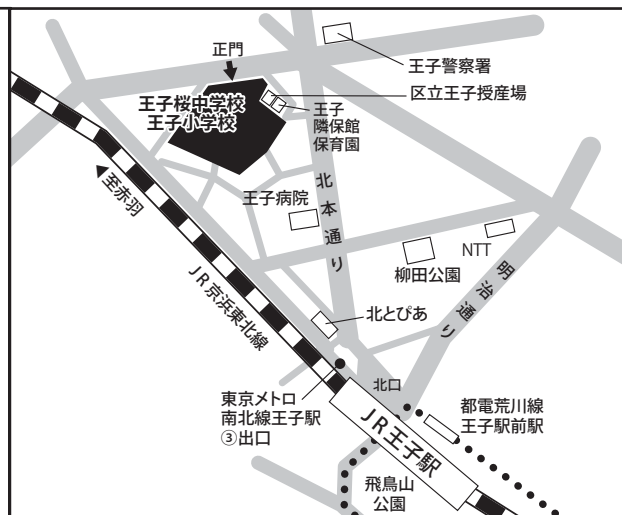 正門
王子警察署
王子桜中学校
王子小学校
区立王子授産場
王子
隣保館
保育園
至赤羽
王子病院
北本通り
NTT
柳田公園
明治通り
JR京浜東北線
北とぴあ
北口
東京メトロ
南北線王子駅
③出口
都電荒川線
王子駅前駅
JR王子駅
飛鳥山
公園